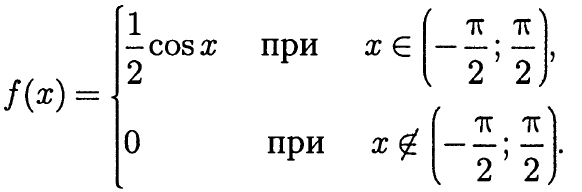 f(x) = { 1/2 cos x при x ∈ (−π/2; π/2),
0 при x ∉ (−π/2; π/2).